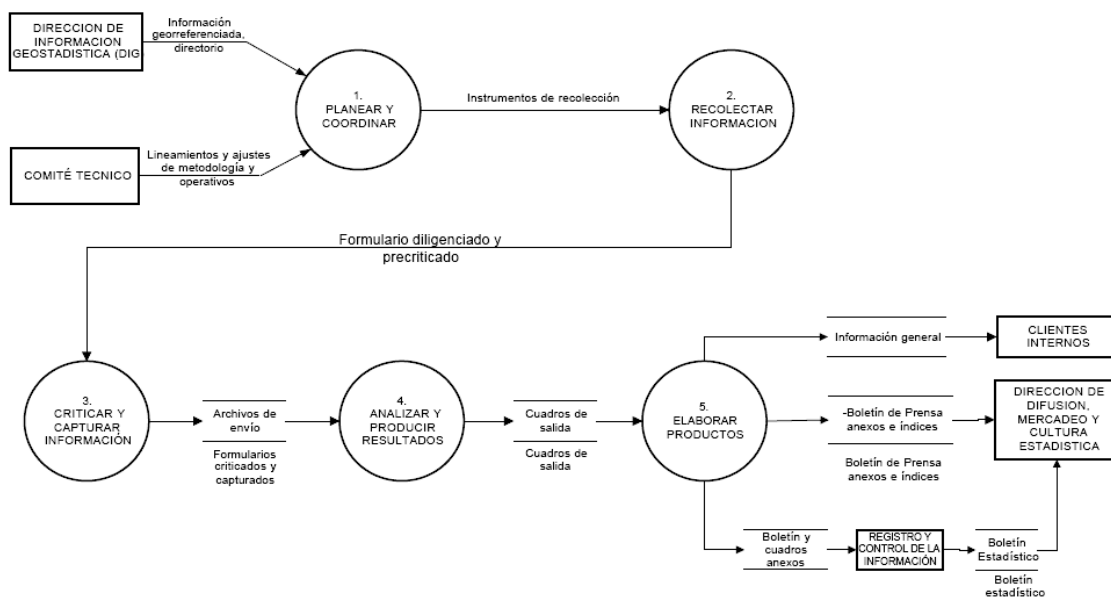 DIRECCION DE
INFORMACION
GEOSTADISTICA (DIG)
Información
georreferenciada,
directorio
1.
PLANEAR Y
COORDINAR
Instrumentos de recolección
2.
RECOLECTAR
INFORMACION
COMITÉ TECNICO
Lineamientos y ajustes
de metodología y
operativos
Formulario diligenciado y
precriticado
3.
CRITICAR Y
CAPTURAR
INFORMACIÓN
Archivos de
envío
Formularios
criticados y
capturados
4.
ANALIZAR Y
PRODUCIR
RESULTADOS
Cuadros de
salida
Cuadros de
salida
5.
ELABORAR
PRODUCTOS
Información general
CLIENTES
INTERNOS
-Boletín de Prensa
anexos e índices
Boletín de Prensa
anexos e índices
DIRECCION DE
DIFUSION,
MERCADEO Y
CULTURA
ESTADISTICA
Boletín y
cuadros
anexos
REGISTRO Y
CONTROL DE LA
INFORMACIÓN
Boletín
Estadístico
Boletín
estadístico